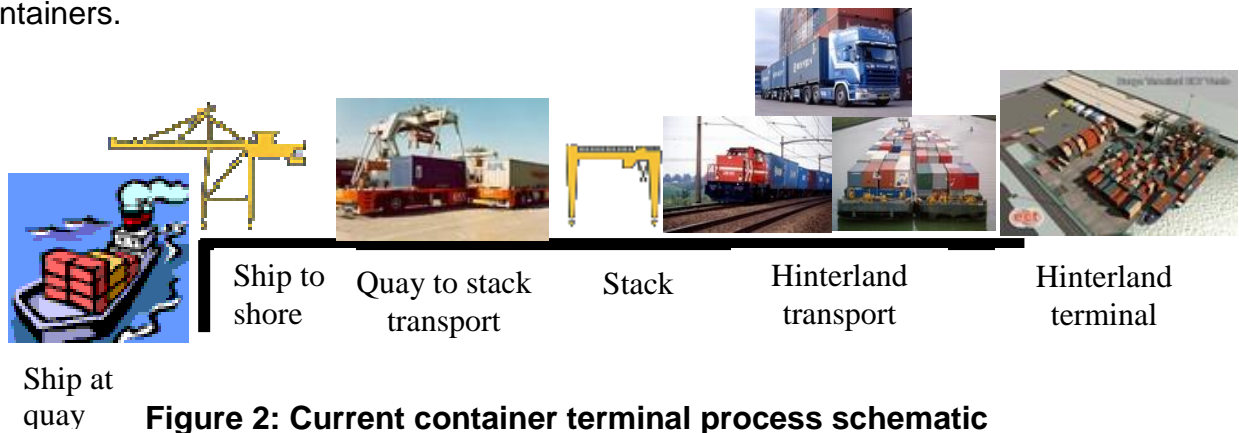 ntainers.
Ship to
shore
Quay to stack
transport
Stack
Hinterland
transport
Hinterland
terminal
Ship at
quay
Figure 2: Current container terminal process schematic
ect